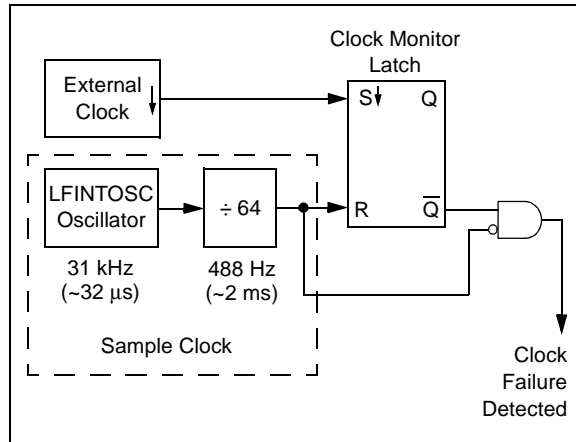 Clock Monitor
Latch
External
Clock
S
Q
LFINTOSC
Oscillator
÷ 64
R
Q̅
31 kHz
(~32 μs)
488 Hz
(~2 ms)
Sample Clock
Clock
Failure
Detected